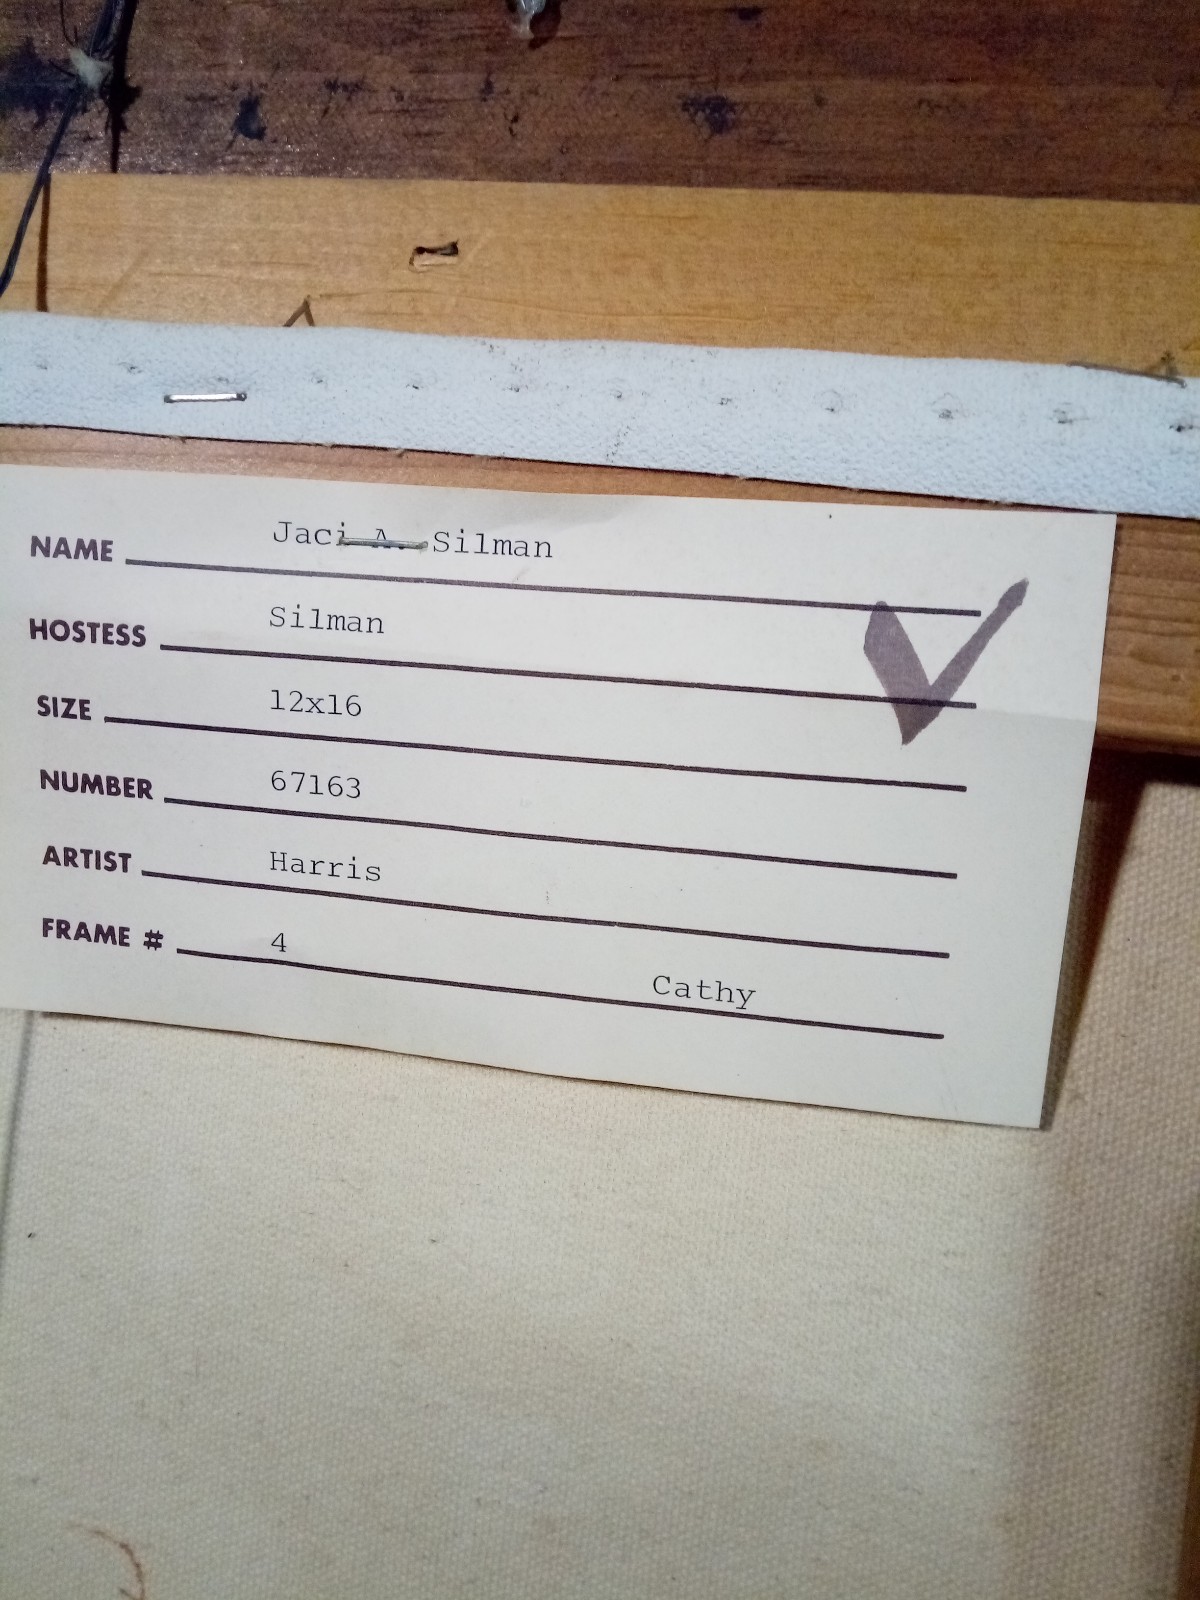 NAME Jaci A. Silman
HOSTESS Silman
SIZE 12x16
NUMBER 67163
ARTIST Harris
FRAME # 4
Cathy